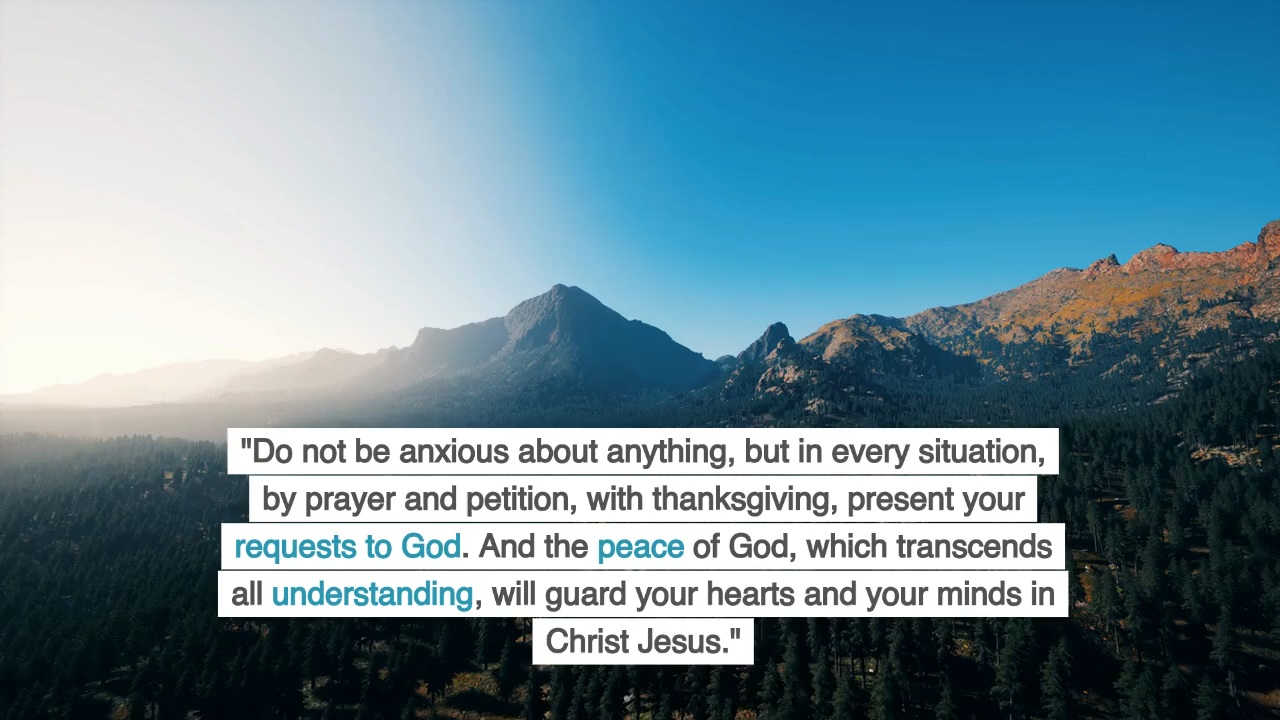 "Do not be anxious about anything, but in every situation,
by prayer and petition, with thanksgiving, present your
requests to God. And the peace of God, which transcends
all understanding, will guard your hearts and your minds in
Christ Jesus."